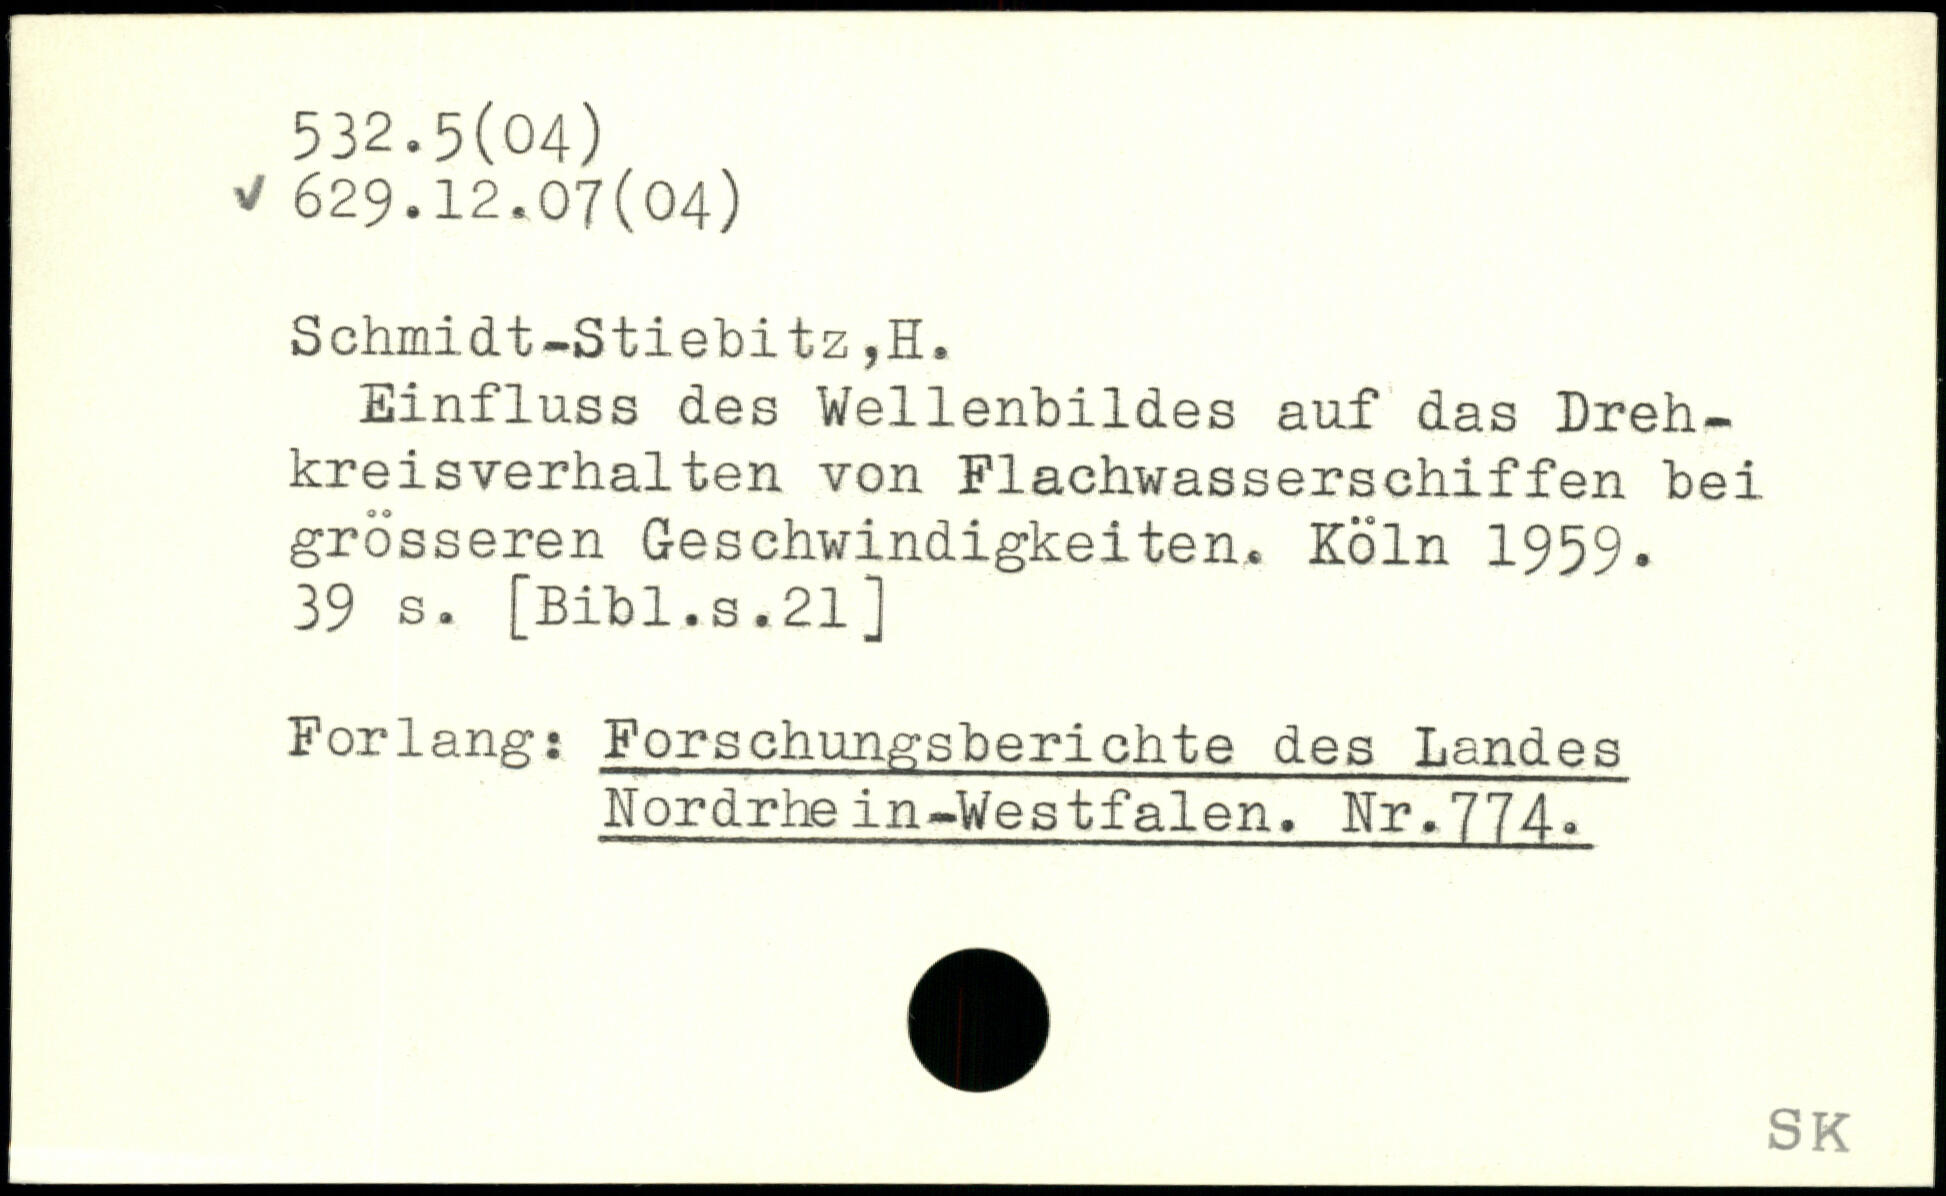 532.5(04)
✓ 629.12.07(04)
Schmidt-Stiebitz,H.
Einfluss des Wellenbildes auf das Dreh-
kreisverhalten von Flachwasserschiffen bei
grösseren Geschwindigkeiten. Köln 1959.
39 s. [Bibl.s.21]
Forlang: Forschungsberichte des Landes
Nordrhein-Westfalen. Nr.774.
SK